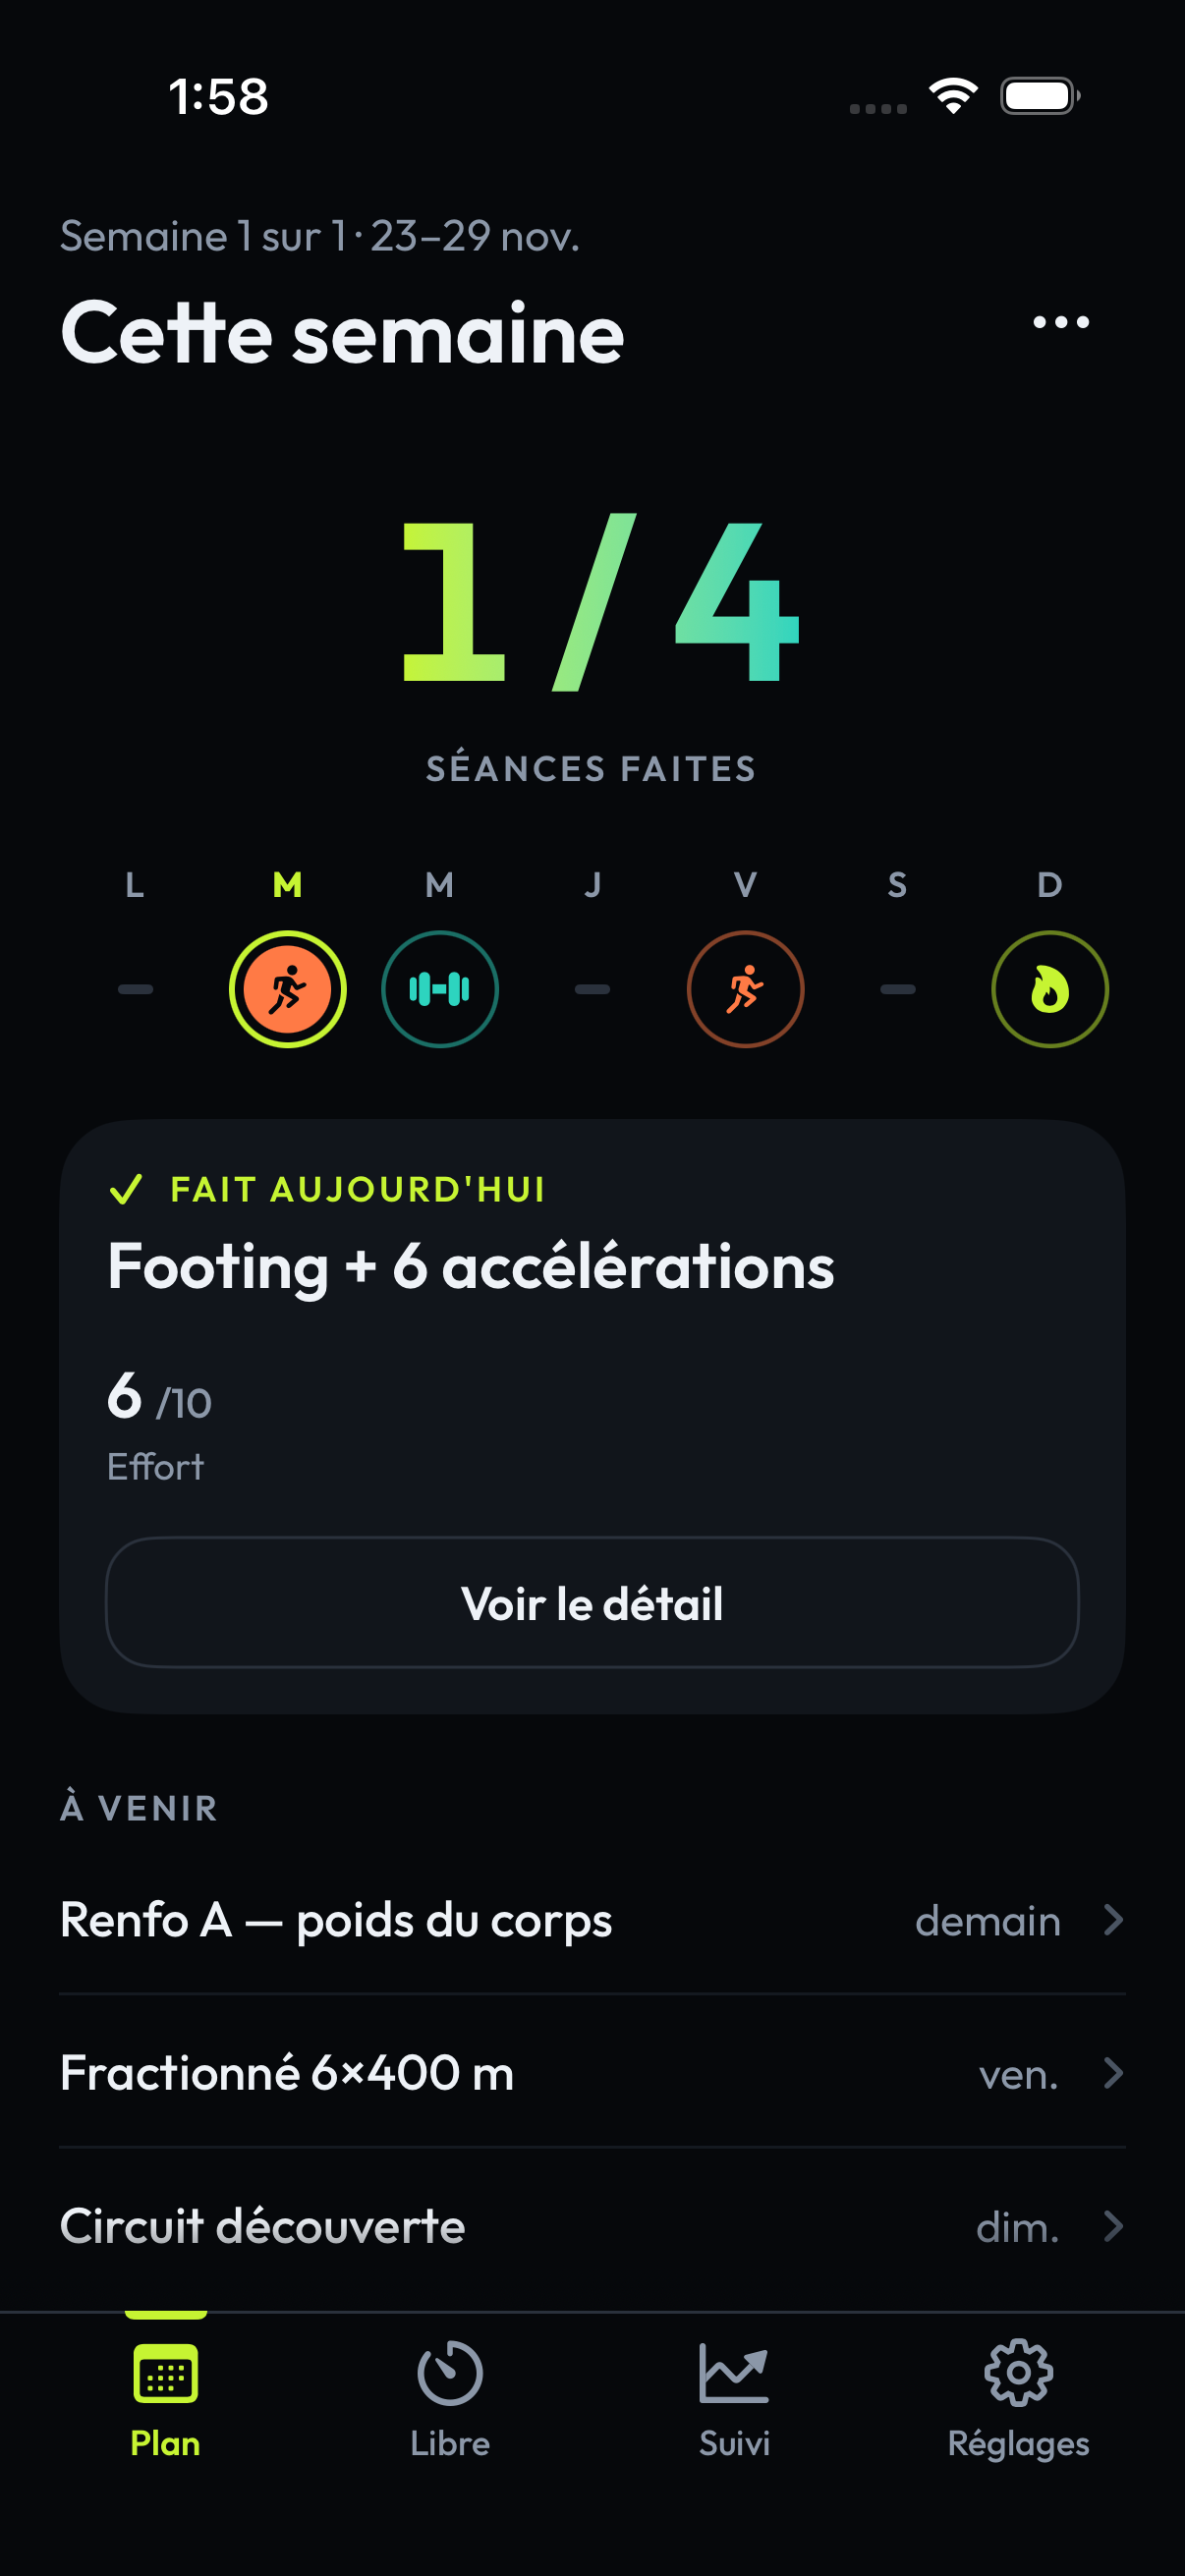 1:58
Semaine 1 sur 1 · 23–29 nov.
Cette semaine
1/4
SÉANCES FAITES
L M M J V S D
FAIT AUJOURD'HUI
Footing + 6 accélérations
6 /10
Effort
Voir le détail
À VENIR
Renfo A — poids du corps demain
Fractionné 6×400 m ven.
Circuit découverte dim.
Plan Libre Suivi Réglages